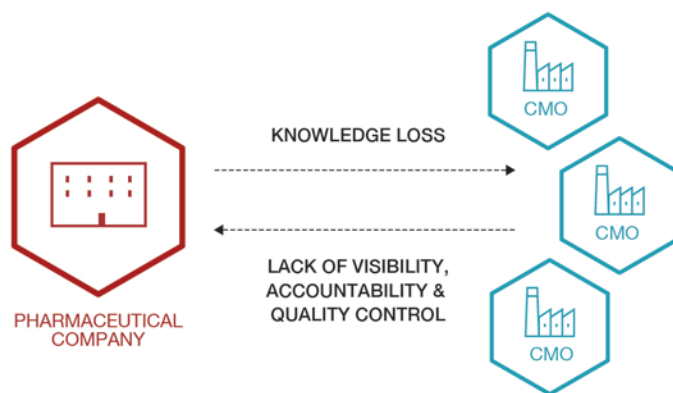 CMO
KNOWLEDGE LOSS
CMO
LACK OF VISIBILITY,
ACCOUNTABILITY &
QUALITY CONTROL
PHARMACEUTICAL
COMPANY
CMO